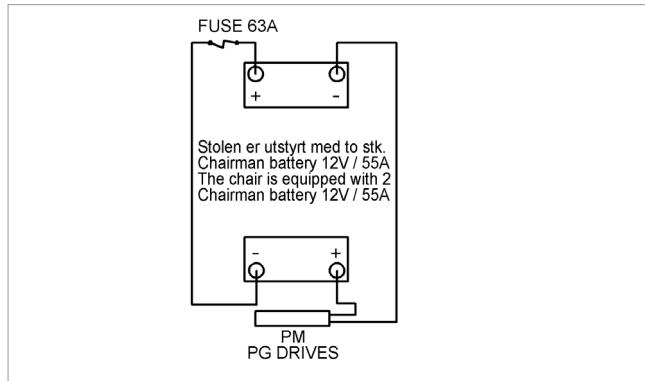 FUSE 63A
+ -
Stolen er utstyrt med to stk.
Chairman battery 12V / 55A
The chair is equipped with 2
Chairman battery 12V / 55A
- +
PM
PG DRIVES